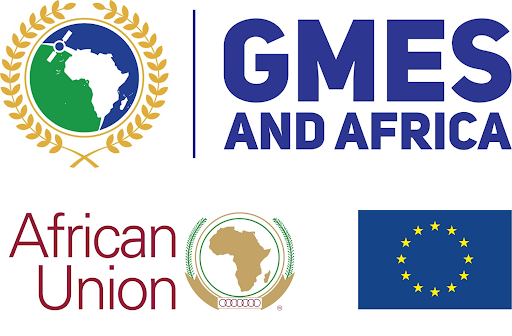 GMES
AND AFRICA
African
Union
®